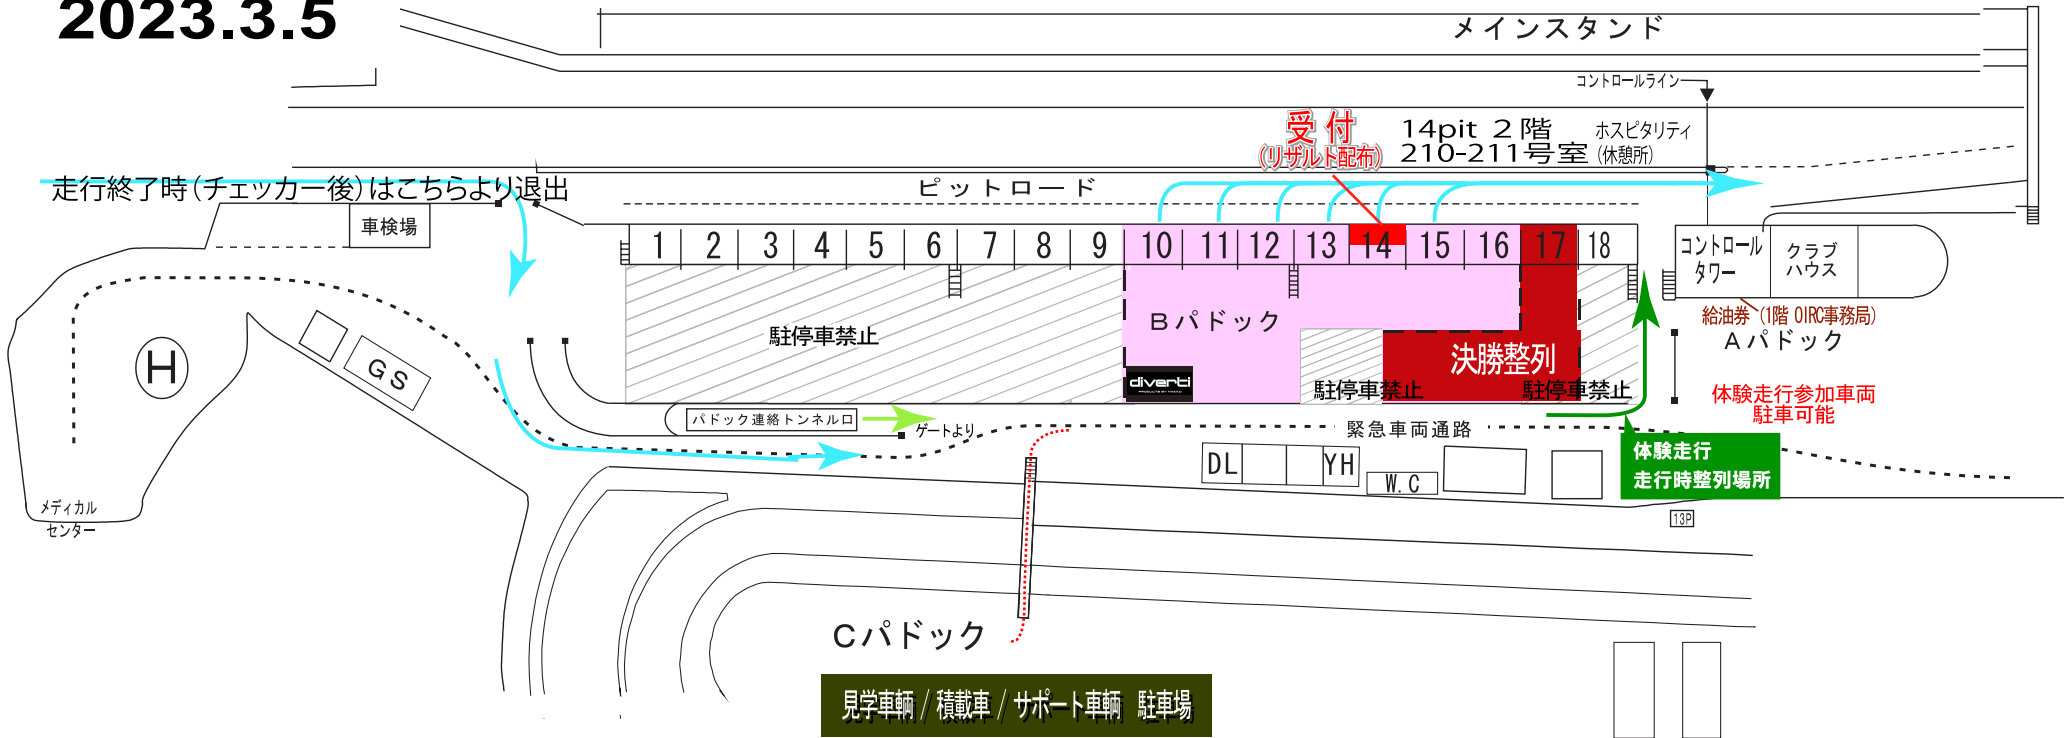 2023.3.5
メインスタンド
コントロールライン
受付
(リザルト配布)
14pit 2階
210-211号室
ホスピタリティ
(休憩所)
走行終了時(チェッカー後)はこちらより退出
ピットロード
車検場
1 2 3 4 5 6 7 8 9 10 11 12 13 14 15 16 17 18
コントロール
タワー
クラブ
ハウス
給油券 (1階 OIRC事務局)
Aパドック
Bパドック
駐停車禁止
決勝整列
駐停車禁止
駐停車禁止
diverti
体験走行参加車両
駐車可能
H
GS
パドック連絡トンネル口
ゲートより
緊急車両通路
体験走行
走行時整列場所
DL
YH
W.C
13P
メディカル
センター
Cパドック
見学車輌 / 積載車 / サポート車輌 駐車場